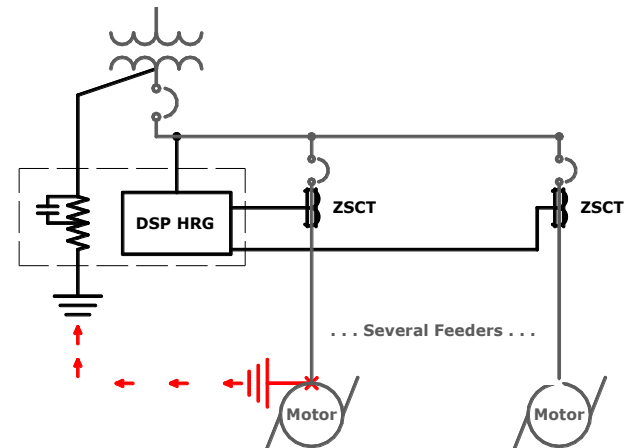 DSP HRG
ZSCT
ZSCT
. . . Several Feeders . . .
Motor
Motor